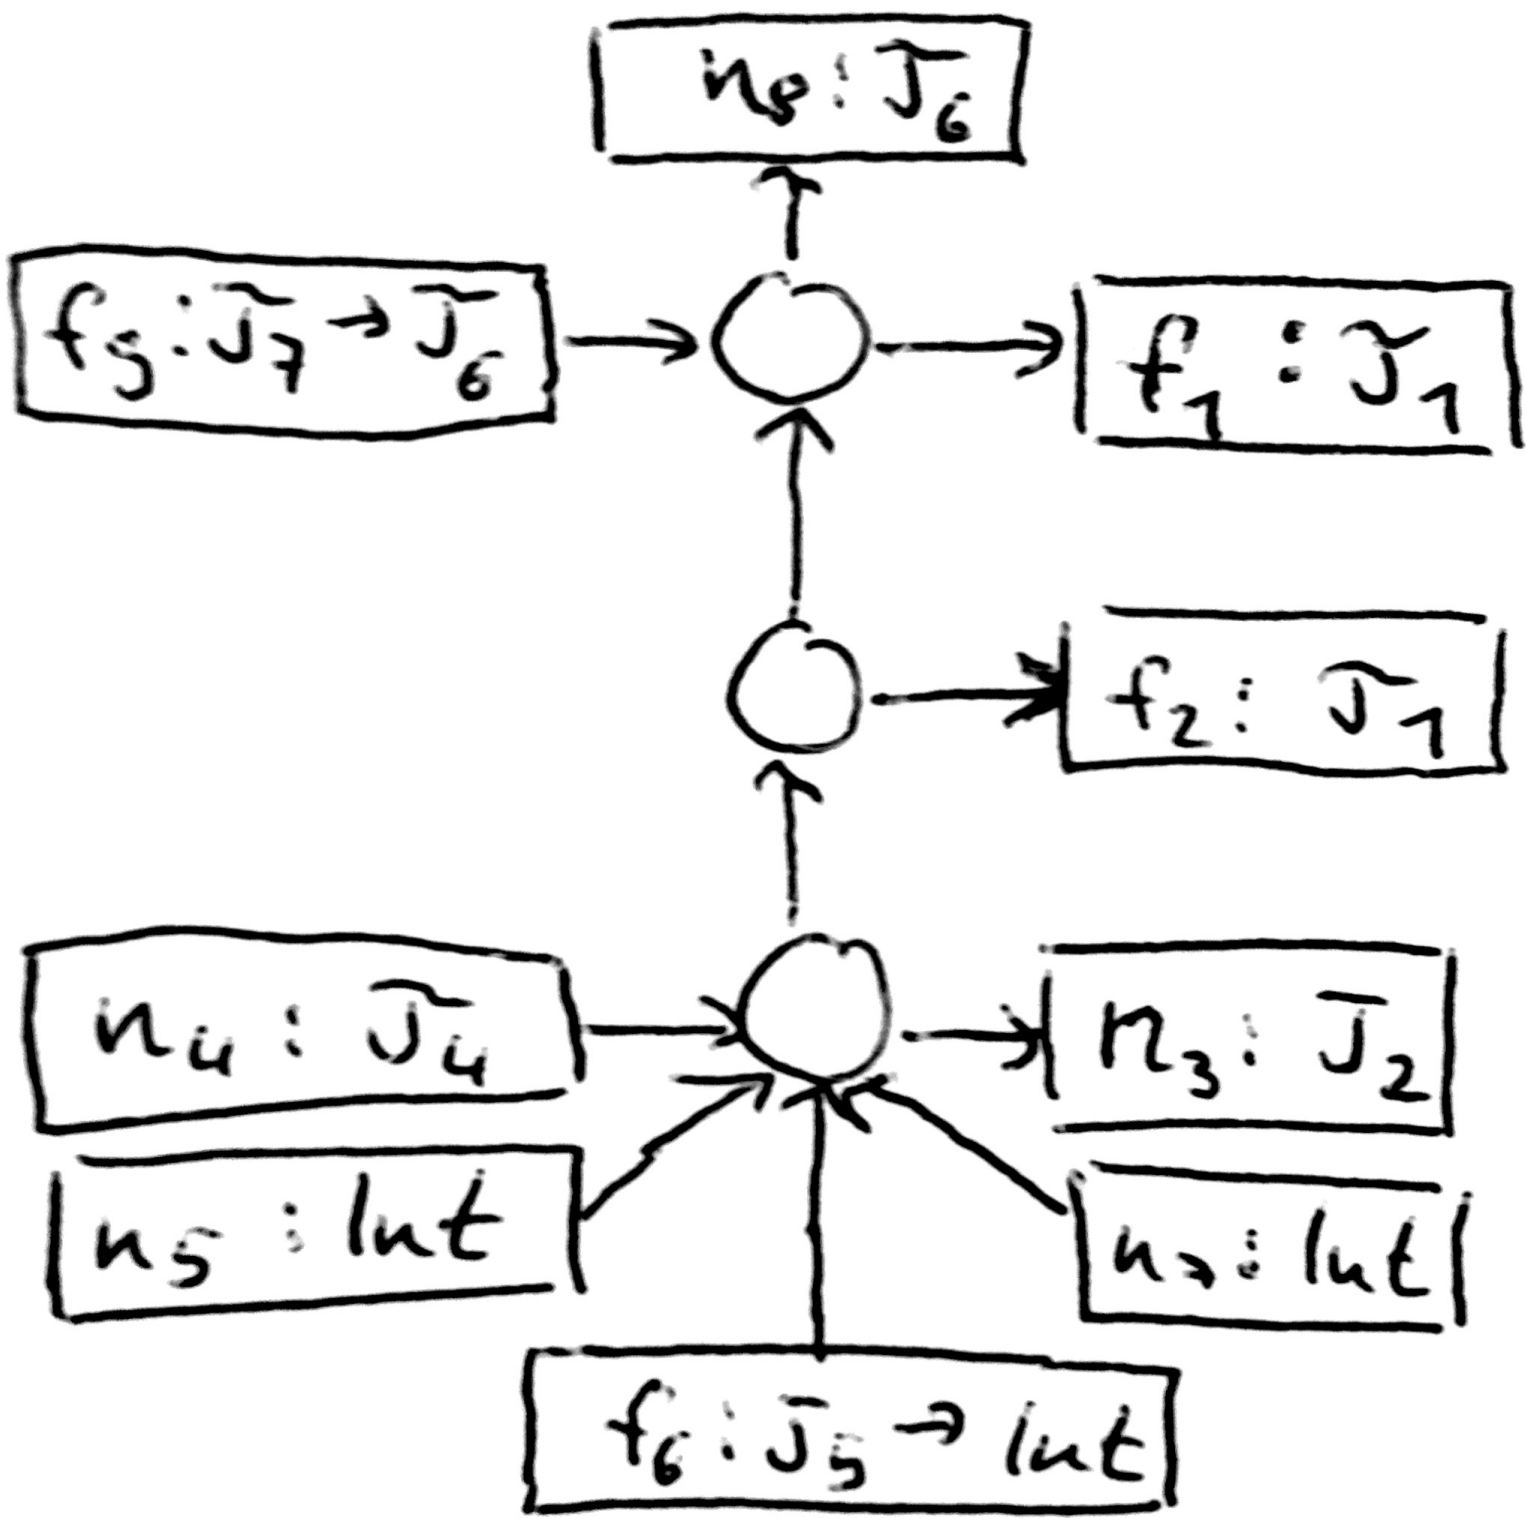 n₈ : J₆
f₉ : J₇ → J₆
f₁ : J₁
f₂ : J₁
n₄ : J₄
n₃ : J₂
n₅ : Int
n₇ : Int
f₆ : J₅ → Int